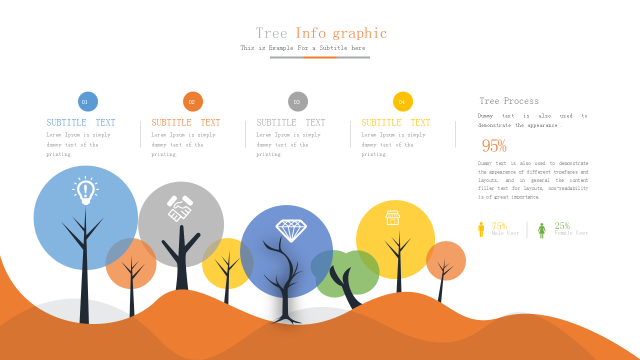 Tree Info graphic
This is Example For a Subtitle here
01
SUBTITLE TEXT
Lorem Ipsum is simply
dummy text of the
printing.
02
SUBTITLE TEXT
Lorem Ipsum is simply
dummy text of the
printing.
03
SUBTITLE TEXT
Lorem Ipsum is simply
dummy text of the
printing.
04
SUBTITLE TEXT
Lorem Ipsum is simply
dummy text of the
printing.
Tree Process
Dummy text is also used to
demonstrate the appearance
95%
Dummy text is also used to demonstrate
the appearance of different typefaces and
layouts, and in general the content
filler text for layouts, non-readability
is of great importance.
75%
Male User
25%
Female User